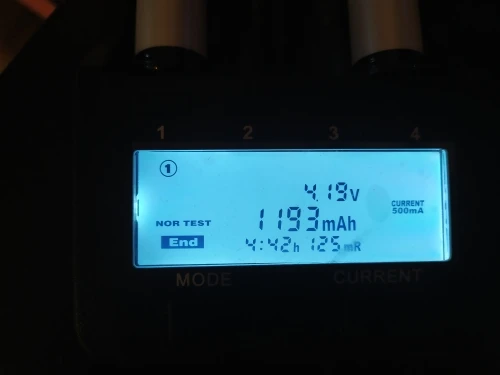 1 2 3 4
1
4.19V
CURRENT
500mA
NOR TEST
1193mAh
End
4:42h 125mR
MODE CURRENT